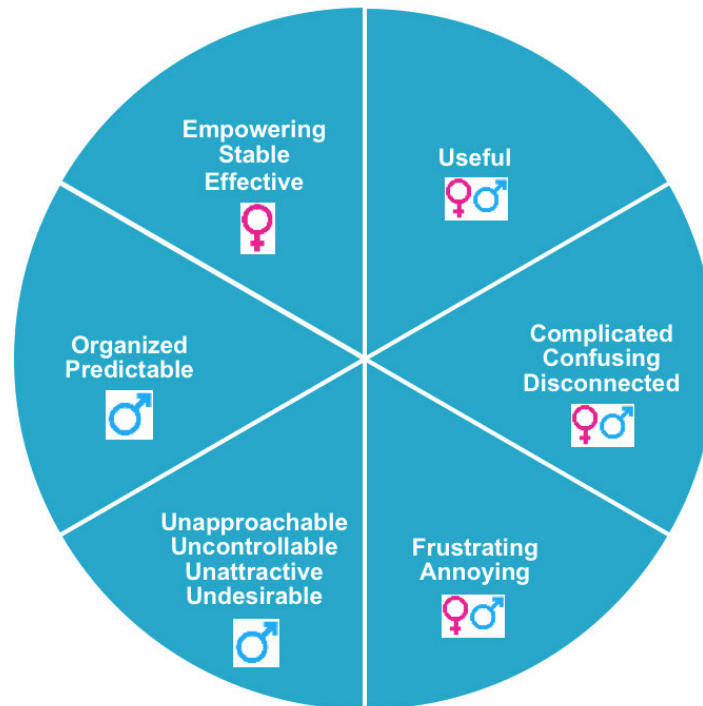 Empowering
Stable
Effective
Useful
Organized
Predictable
Complicated
Confusing
Disconnected
Unapproachable
Uncontrollable
Unattractive
Undesirable
Frustrating
Annoying